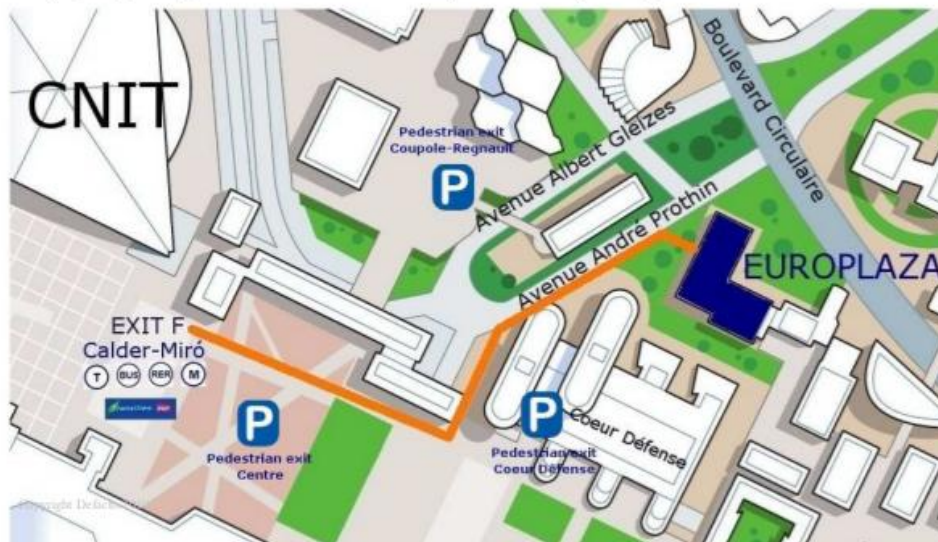 CNIT
Pedestrian exit
Coupole-Regnault
P
Avenue Albert Gleizes
Boulevard Circulaire
Avenue André Prothin
EUROPLAZA
EXIT F
Calder-Miró
T BUS RER M
P
Pedestrian exit
Centre
P
Pedestrian exit
Coeur Défense
Coeur Défense